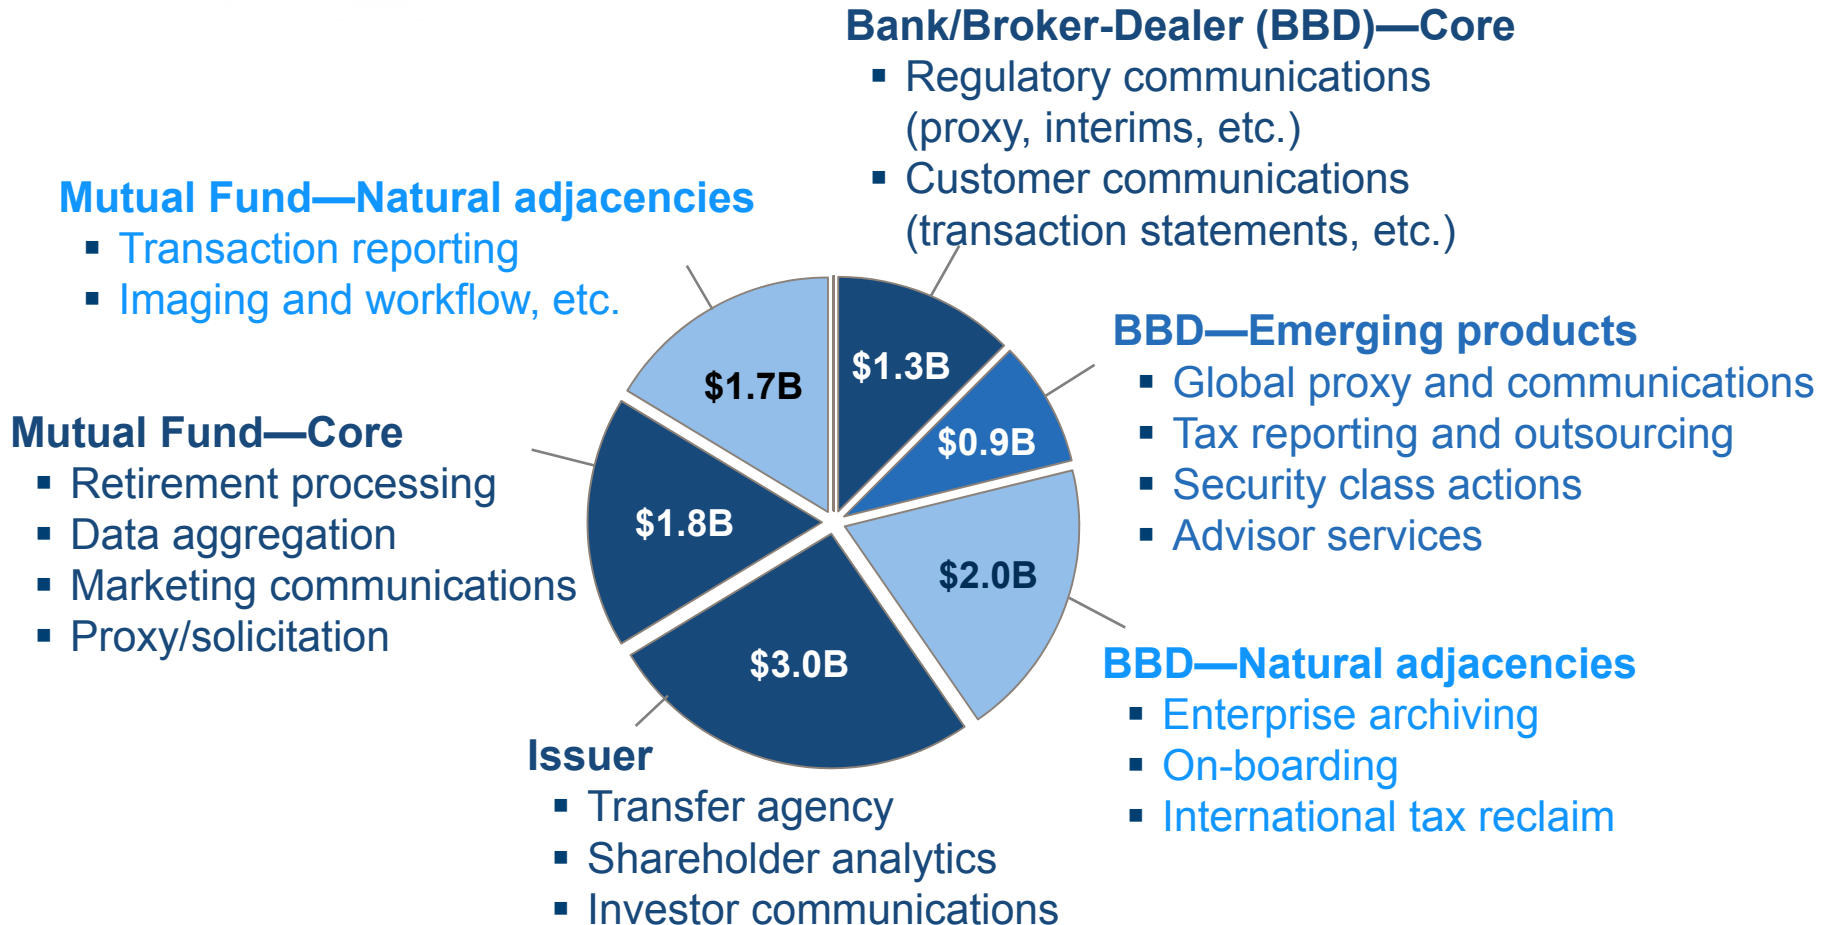 Bank/Broker-Dealer (BBD)—Core
▪ Regulatory communications
(proxy, interims, etc.)
▪ Customer communications
(transaction statements, etc.)
Mutual Fund—Natural adjacencies
▪ Transaction reporting
▪ Imaging and workflow, etc.
BBD—Emerging products
▪ Global proxy and communications
▪ Tax reporting and outsourcing
▪ Security class actions
▪ Advisor services
Mutual Fund—Core
▪ Retirement processing
▪ Data aggregation
▪ Marketing communications
▪ Proxy/solicitation
$1.3B
$1.7B
$0.9B
$1.8B
$2.0B
$3.0B
BBD—Natural adjacencies
▪ Enterprise archiving
▪ On-boarding
▪ International tax reclaim
Issuer
▪ Transfer agency
▪ Shareholder analytics
▪ Investor communications